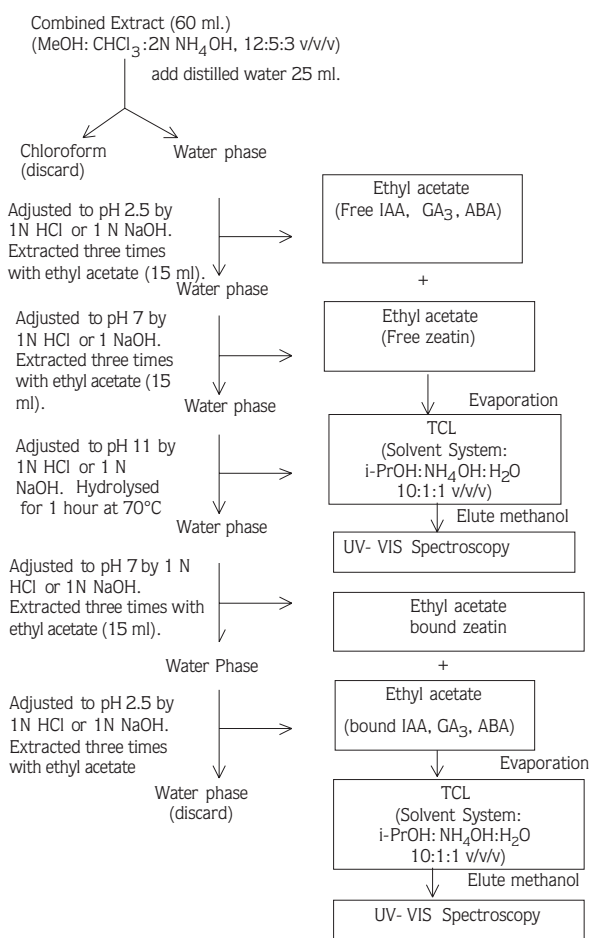 Combined Extract (60 ml.)
(MeOH: CHCl3:2N NH4OH, 12:5:3 v/v/v)
add distilled water 25 ml.
Chloroform
(discard)
Water phase
Adjusted to pH 2.5 by
1N HCl or 1 N NaOH.
Extracted three times
with ethyl acetate (15 ml).
Ethyl acetate
(Free IAA, GA3, ABA)
Water phase
+
Adjusted to pH 7 by
1N HCl or 1 NaOH.
Extracted three times
with ethyl acetate (15
ml).
Ethyl acetate
(Free zeatin)
Water phase
Evaporation
Adjusted to pH 11 by
1N HCl or 1 N
NaOH. Hydrolysed
for 1 hour at 70°C
TCL
(Solvent System:
i-PrOH:NH4OH:H2O
10:1:1 v/v/v)
Water phase
Elute methanol
UV- VIS Spectroscopy
Adjusted to pH 7 by 1 N
HCl or 1N NaOH.
Extracted three times with
ethyl acetate (15 ml).
Ethyl acetate
bound zeatin
Water Phase
+
Adjusted to pH 2.5 by
1N HCl or 1N NaOH.
Extracted three times
with ethyl acetate
Ethyl acetate
(bound IAA, GA3, ABA)
Water phase
(discard)
Evaporation
TCL
(Solvent System:
i-PrOH: NH4OH:H2O
10:1:1 v/v/v)
Elute methanol
UV- VIS Spectroscopy